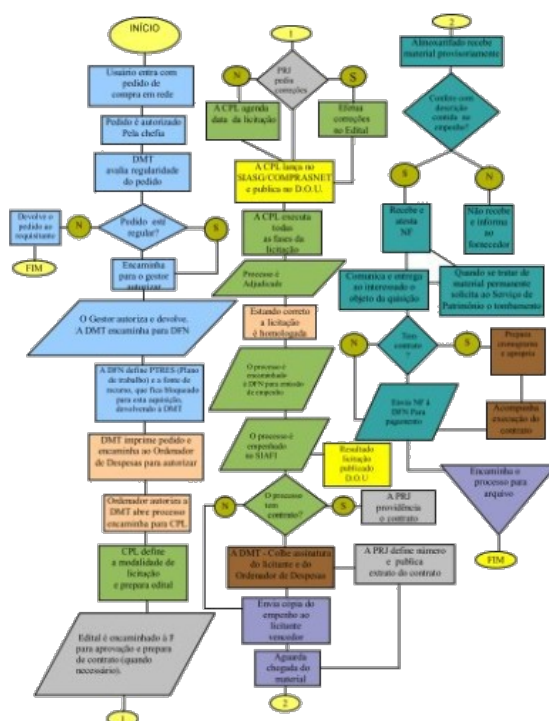 INÍCIO
Usuário entra com
pedido de
compra em rede
Pedido é autorizado
Pela chefia
DMT
avalia regularidade
do pedido
Pedido está
regular?
N
S
Devolve o
pedido ao
requisitante
FIM
Encaminha
para o gestor
autorizar
O Gestor autoriza e devolve.
A DMT encaminha para DFN
A DFN define PTRES (Plano
de trabalho) e a fonte de
recurso, que fica bloqueado
para esta aquisição,
devolvendo à DMT
DMT imprime pedido e
encaminha ao Ordenador
de Despesas para autorizar
Ordenador autoriza a
DMT abre processo
encaminha para CPL
CPL define
a modalidade de
licitação
e prepara edital
Edital é encaminhado à
para aprovação e prepara
de contrato (quando
necessário).
1
1
PRJ
pediu
correções
N
S
A CPL agenda
data da licitação
Efetua
correções
no Edital
A CPL lança no
SIASG/COMPRASNET
e publica no D.O.U.
A CPL executa
todas
as fases da
licitação
Processo é
Adjudicado
Estando correto
a licitação
é homologada
O processo é
encaminhado
à DFN para emissão
de empenho
O processo é
empenhado
no SIAFI
Resultado
licitação
publicado
D.O.U
O processo
tem
contrato?
N
S
A PRJ
providência
o contrato
A DMT - Colhe assinatura
do licitante e do
Ordenador de Despesas
A PRJ define número
e publica
extrato do contrato
Envia cópia do
empenho ao
licitante
vencedor
Aguarda
chegada do
material
2
2
Almoxarifado recebe
material provisoriamente
Confere com
descrição
contida no
empenho?
S
N
Recebe e
atesta
NF
Não recebe
e informa
ao
fornecedor
Comunica e entrega
ao interessado o
objeto da quisição
Quando se tratar de
material permanente
solicita ao Serviço de
Patrimônio o tombamento
Tem
contrato
?
N
S
Prepara
cronograma
e apropria
Envia NF à
DFN Para
pagamento
Acompanha
execução do
contrato
Encaminha o
processo para
arquivo
FIM